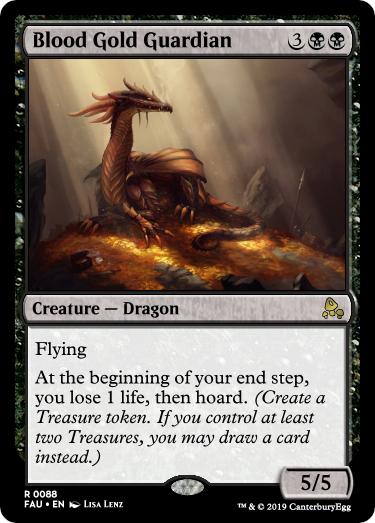 Blood Gold Guardian 3
Creature — Dragon
Flying
At the beginning of your end step,
you lose 1 life, then hoard. (Create a
Treasure token. If you control at least
two Treasures, you may draw a card
instead.)
5/5
R 0088
FAU • EN Lisa Lenz
™ & © 2019 CanterburyEgg